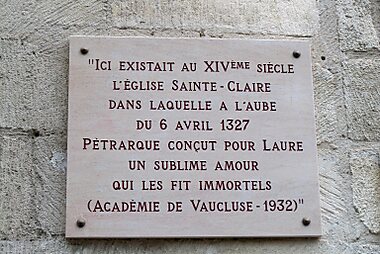 "Ici existait au XIVème siècle
l'église Sainte-Claire
dans laquelle a l'aube
du 6 avril 1327
Pétrarque conçut pour Laure
un sublime amour
qui les fit immortels
(Acadèmie de Vaucluse-1932)"